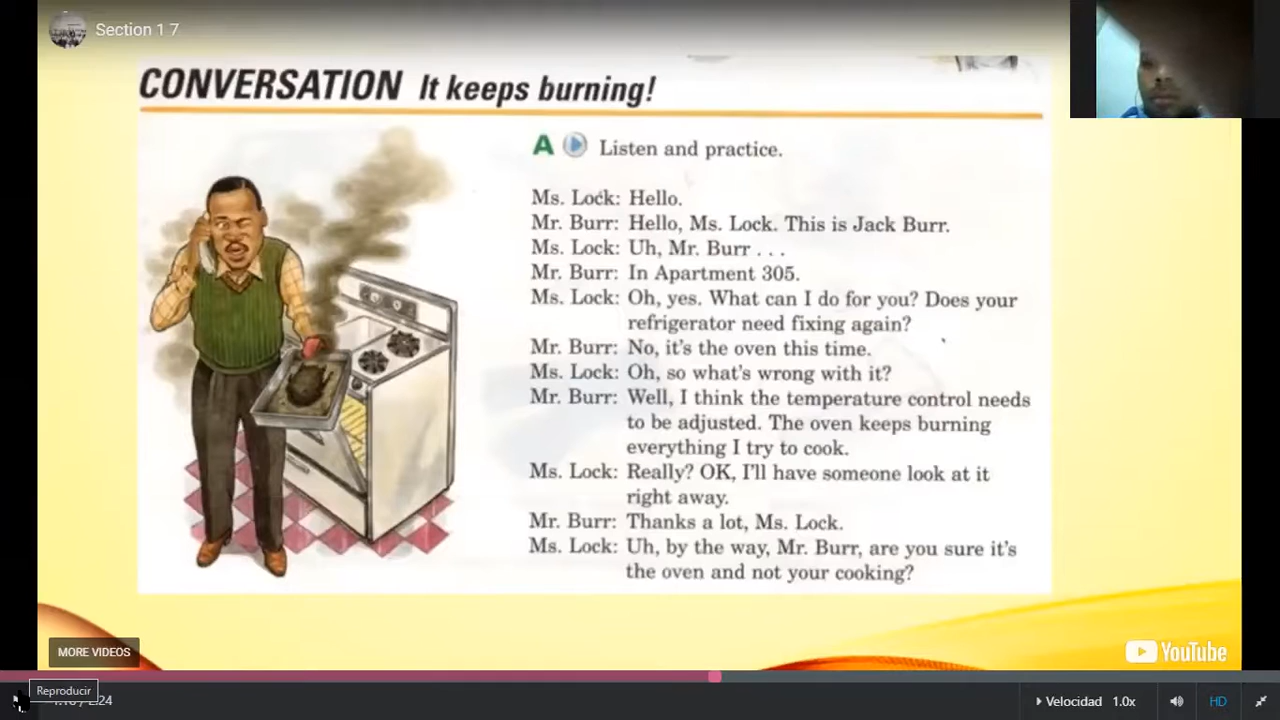 Section 1 7
CONVERSATION It keeps burning!
A Listen and practice.
Ms. Lock: Hello.
Mr. Burr: Hello, Ms. Lock. This is Jack Burr.
Ms. Lock: Uh, Mr. Burr . . .
Mr. Burr: In Apartment 305.
Ms. Lock: Oh, yes. What can I do for you? Does your
refrigerator need fixing again?
Mr. Burr: No, it's the oven this time.
Ms. Lock: Oh, so what's wrong with it?
Mr. Burr: Well, I think the temperature control needs
to be adjusted. The oven keeps burning
everything I try to cook.
Ms. Lock: Really? OK, I'll have someone look at it
right away.
Mr. Burr: Thanks a lot, Ms. Lock.
Ms. Lock: Uh, by the way, Mr. Burr, are you sure it's
the oven and not your cooking?
MORE VIDEOS
YouTube
Reproducir
Velocidad 1.0x
HD